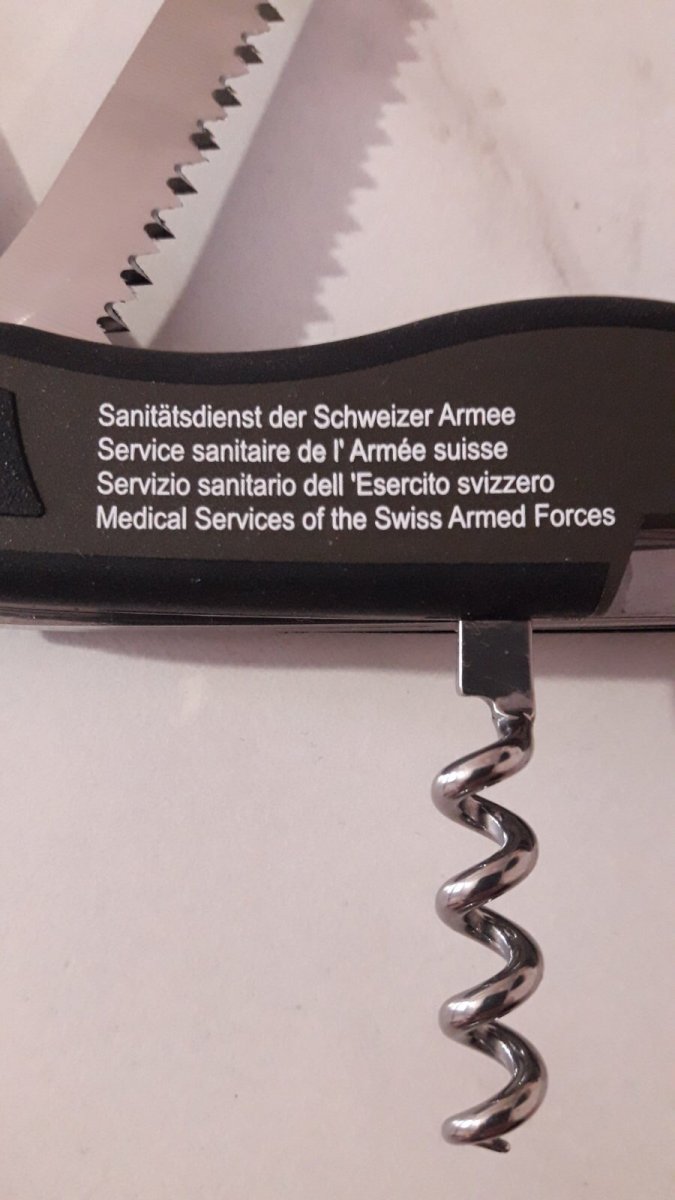 Sanitätsdienst der Schweizer Armee
Service sanitaire de l' Armée suisse
Servizio sanitario dell 'Esercito svizzero
Medical Services of the Swiss Armed Forces